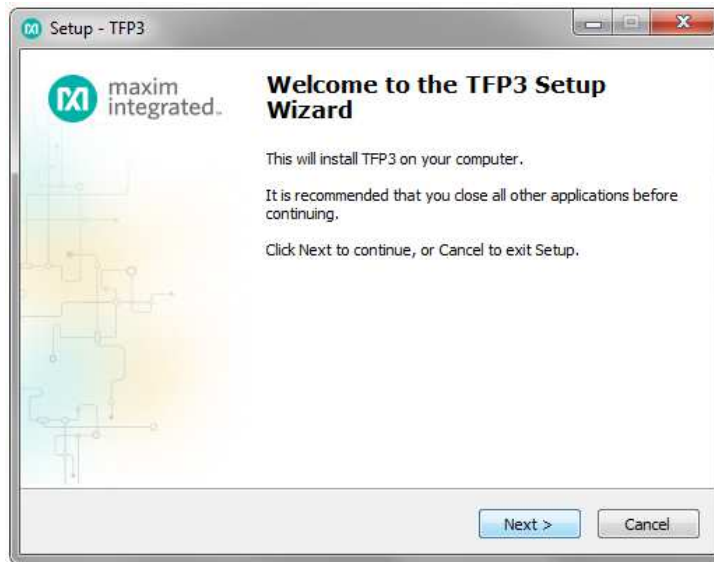 Setup - TFP3
maxim
integrated™
Welcome to the TFP3 Setup
Wizard
This will install TFP3 on your computer.
It is recommended that you close all other applications before
continuing.
Click Next to continue, or Cancel to exit Setup.
Next >
Cancel